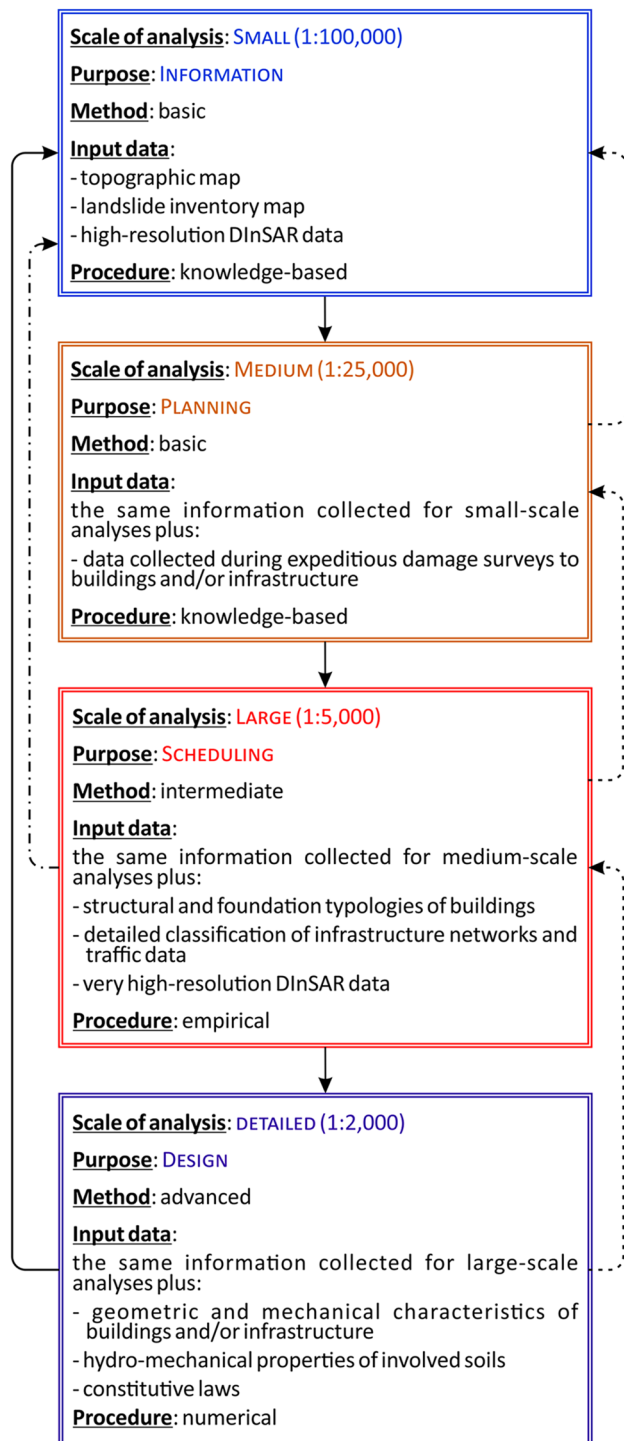 Scale of analysis: SMALL (1:100,000)
Purpose: INFORMATION
Method: basic
Input data:
- topographic map
- landslide inventory map
- high-resolution DInSAR data
Procedure: knowledge-based
Scale of analysis: MEDIUM (1:25,000)
Purpose: PLANNING
Method: basic
Input data:
the same information collected for small-scale
analyses plus:
- data collected during expeditious damage surveys to
buildings and/or infrastructure
Procedure: knowledge-based
Scale of analysis: LARGE (1:5,000)
Purpose: SCHEDULING
Method: intermediate
Input data:
the same information collected for medium-scale
analyses plus:
- structural and foundation typologies of buildings
- detailed classification of infrastructure networks and
traffic data
- very high-resolution DInSAR data
Procedure: empirical
Scale of analysis: DETAILED (1:2,000)
Purpose: DESIGN
Method: advanced
Input data:
the same information collected for large-scale
analyses plus:
- geometric and mechanical characteristics of
buildings and/or infrastructure
- hydro-mechanical properties of involved soils
- constitutive laws
Procedure: numerical